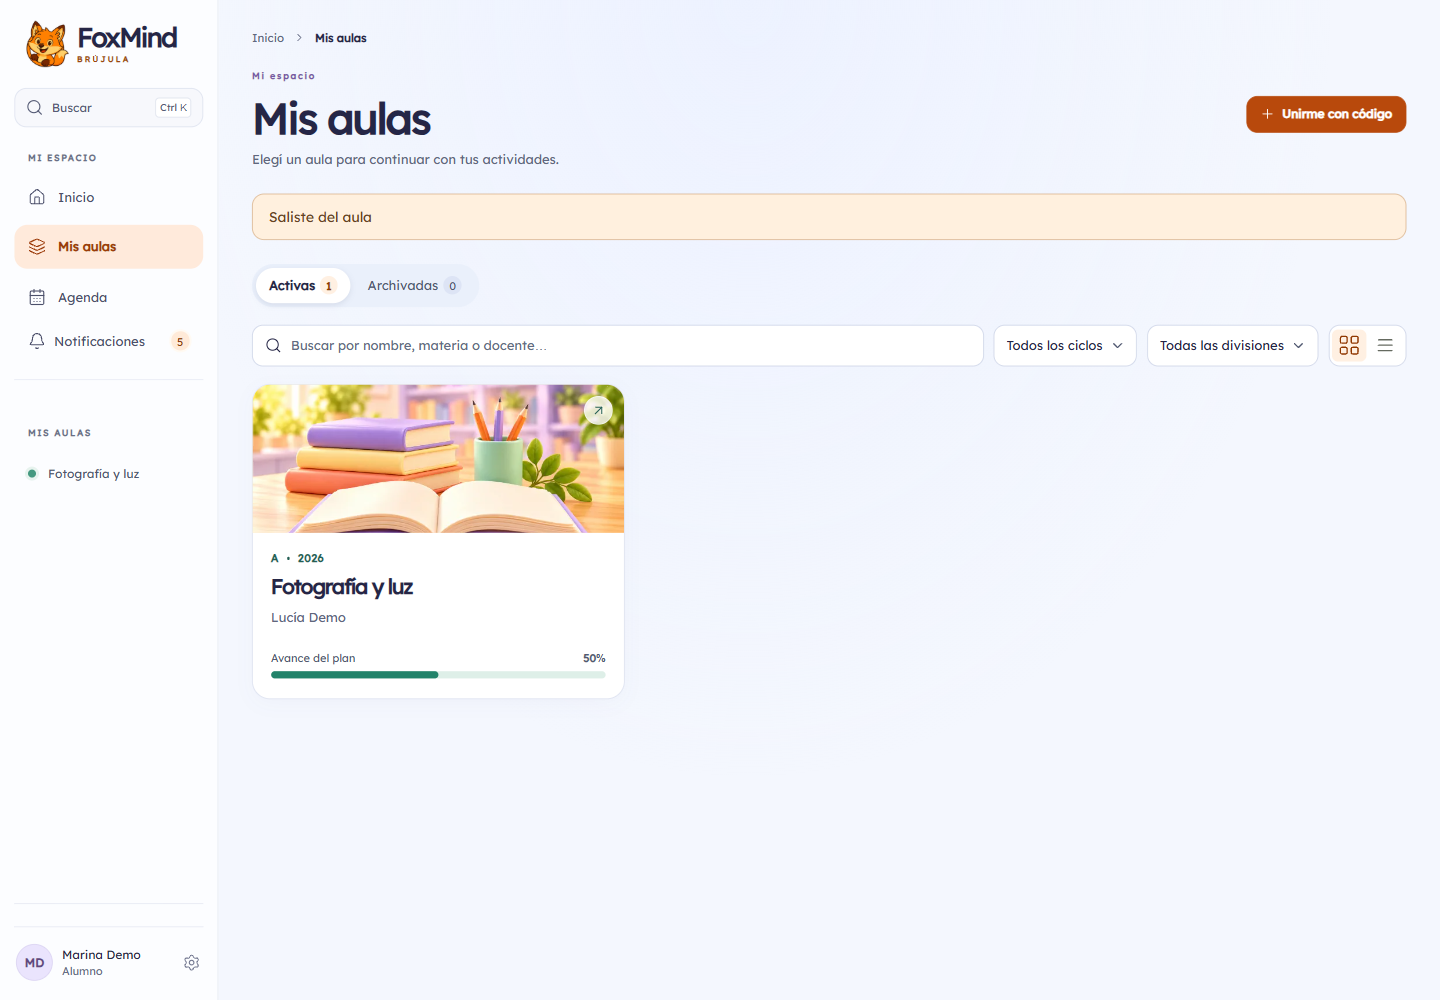 FoxMind
BRÚJULA
Buscar
Ctrl K
MI ESPACIO
Inicio
Mis aulas
Agenda
Notificaciones 5
MIS AULAS
Fotografía y luz
MD
Marina Demo
Alumno
Inicio > Mis aulas
Mi espacio
Mis aulas
Elegí un aula para continuar con tus actividades.
+ Unirme con código
Saliste del aula
Activas 1
Archivadas 0
Buscar por nombre, materia o docente...
Todos los ciclos
Todas las divisiones
A • 2026
Fotografía y luz
Lucía Demo
Avance del plan 50%